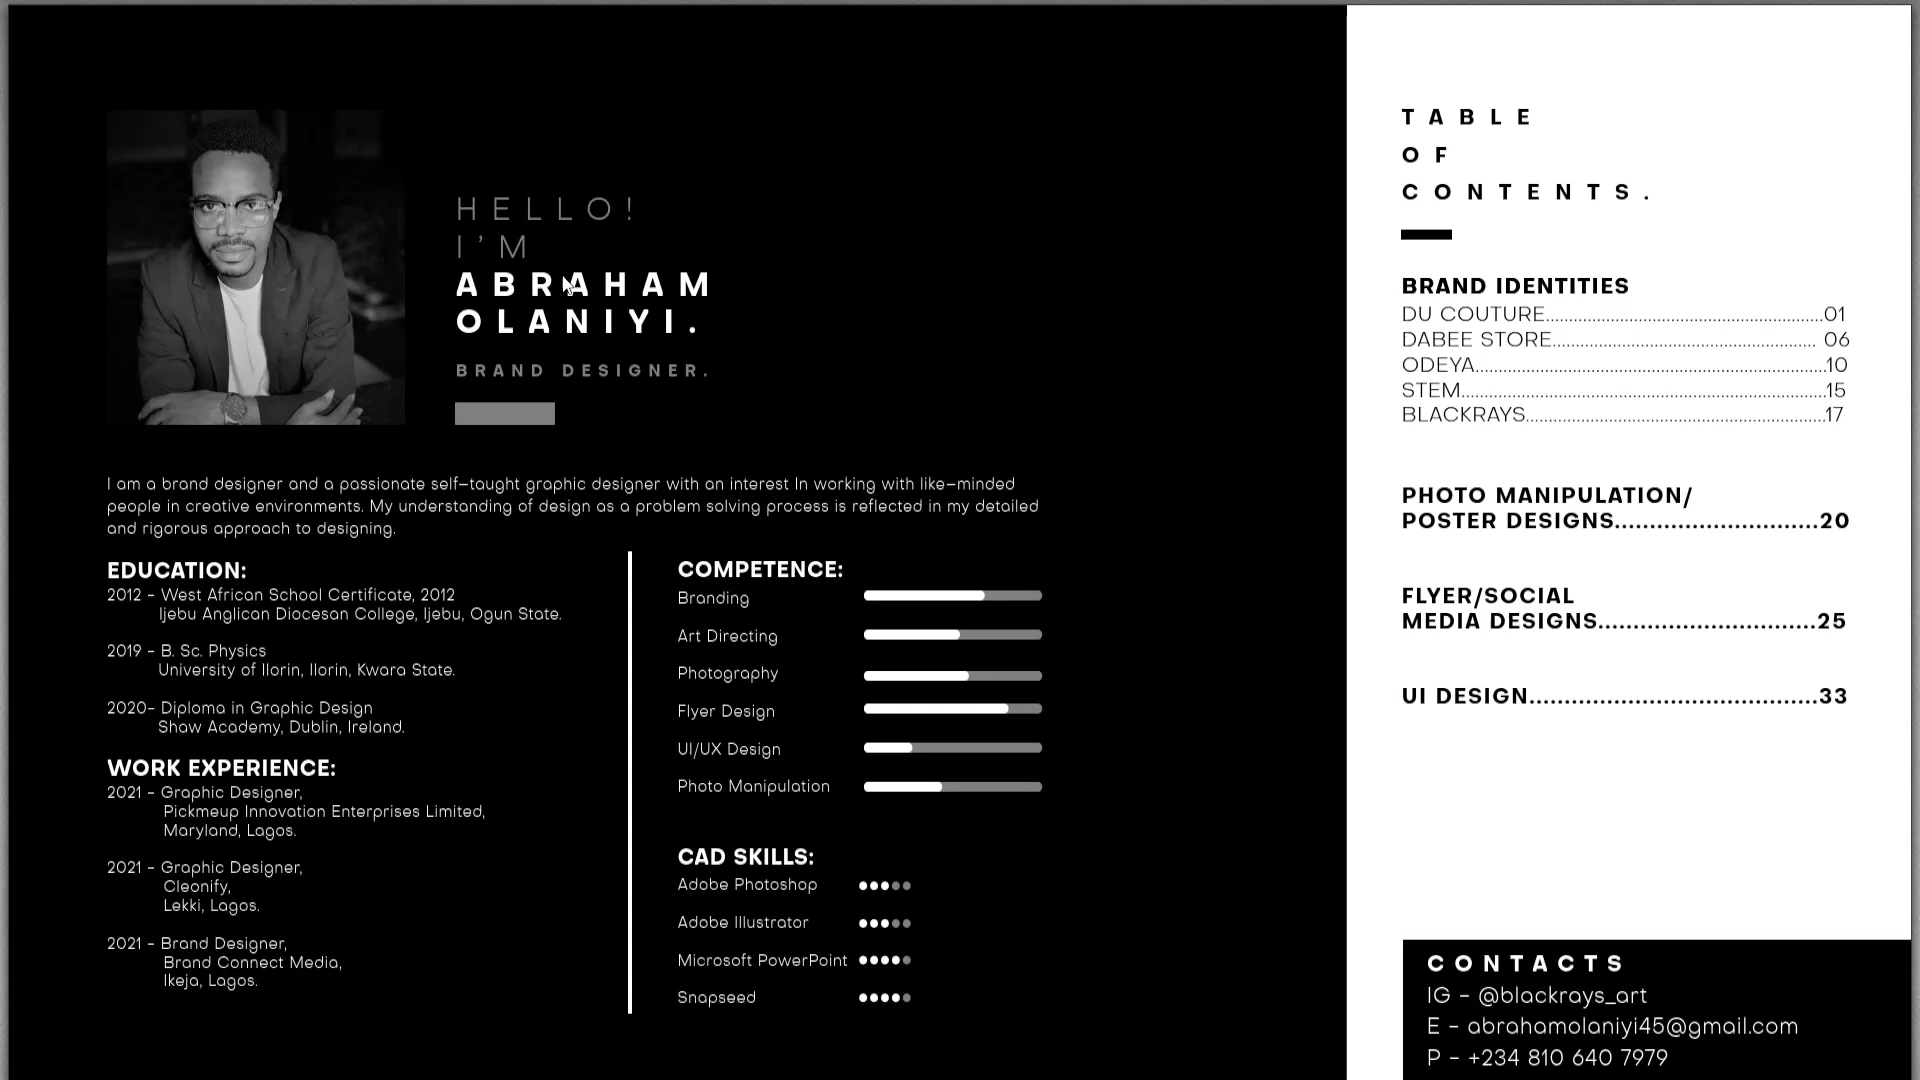 HELLO!
I'M
ABRAHAM
OLANIYI.
BRAND DESIGNER.
I am a brand designer and a passionate self-taught graphic designer with an interest In working with like-minded
people in creative environments. My understanding of design as a problem solving process is reflected in my detailed
and rigorous approach to designing.
EDUCATION:
2012 - West African School Certificate, 2012
Ijebu Anglican Diocesan College, Ijebu, Ogun State.
2019 - B. Sc. Physics
University of Ilorin, Ilorin, Kwara State.
2020- Diploma in Graphic Design
Shaw Academy, Dublin, Ireland.
WORK EXPERIENCE:
2021 - Graphic Designer,
Pickmeup Innovation Enterprises Limited,
Maryland, Lagos.
2021 - Graphic Designer,
Cleonify,
Lekki, Lagos.
2021 - Brand Designer,
Brand Connect Media,
Ikeja, Lagos.
COMPETENCE:
Branding
Art Directing
Photography
Flyer Design
UI/UX Design
Photo Manipulation
CAD SKILLS:
Adobe Photoshop
Adobe Illustrator
Microsoft PowerPoint
Snapseed
TABLE
OF
CONTENTS.
BRAND IDENTITIES
DU COUTURE..........01
DABEE STORE.......... 06
ODEYA..........10
STEM..........15
BLACKRAYS..........17
PHOTO MANIPULATION/
POSTER DESIGNS..........20
FLYER/SOCIAL
MEDIA DESIGNS..........25
UI DESIGN..........33
CONTACTS
IG - @blackrays_art
E - abrahamolaniyi45@gmail.com
P - +234 810 640 7979